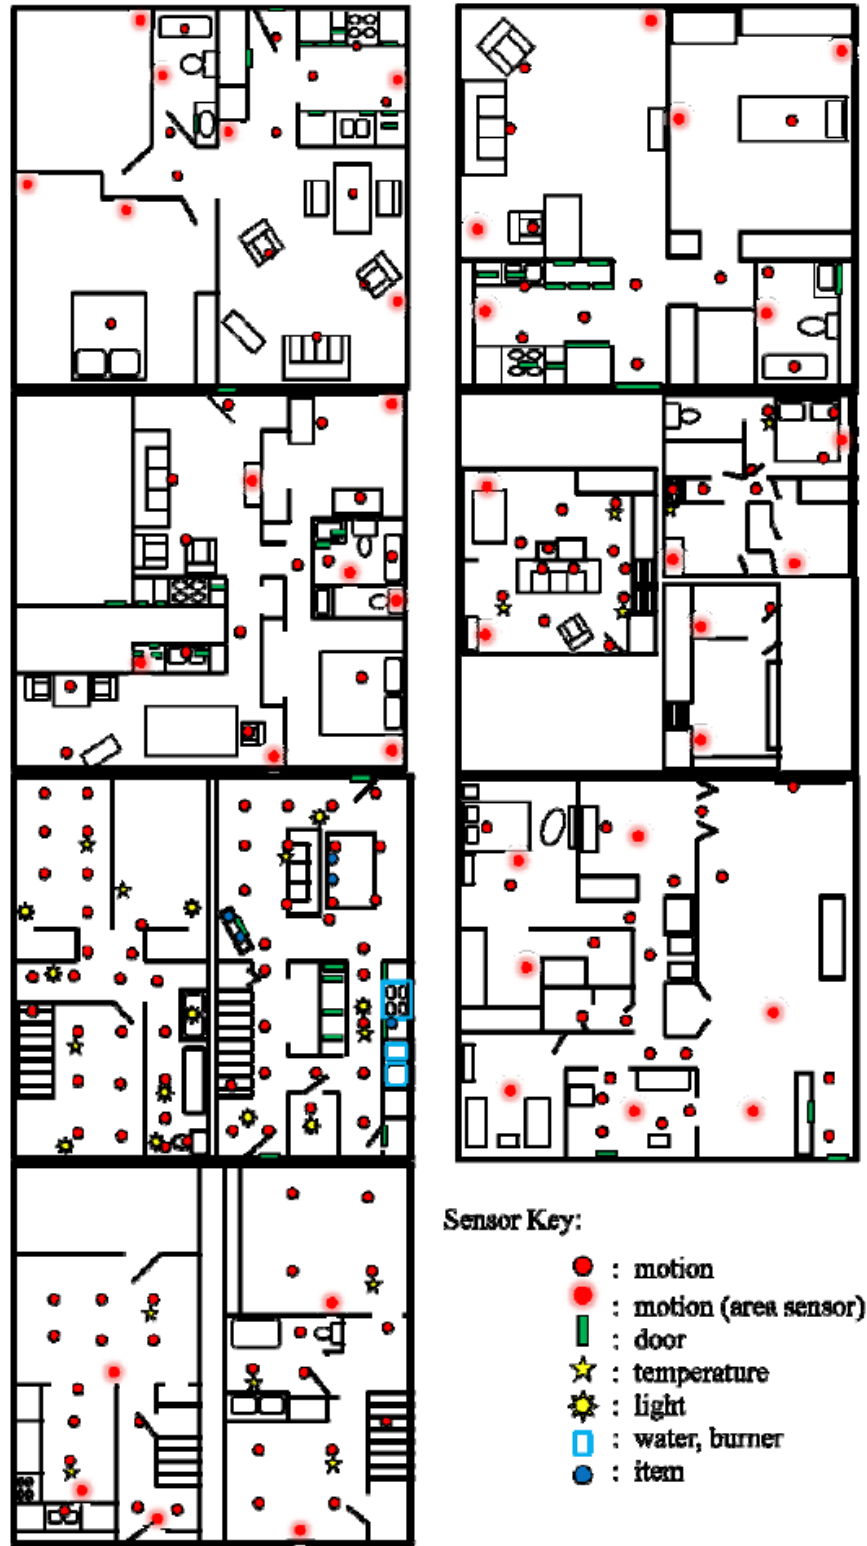 Sensor Key:
: motion
: motion (area sensor)
: door
: temperature
: light
: water, burner
: item